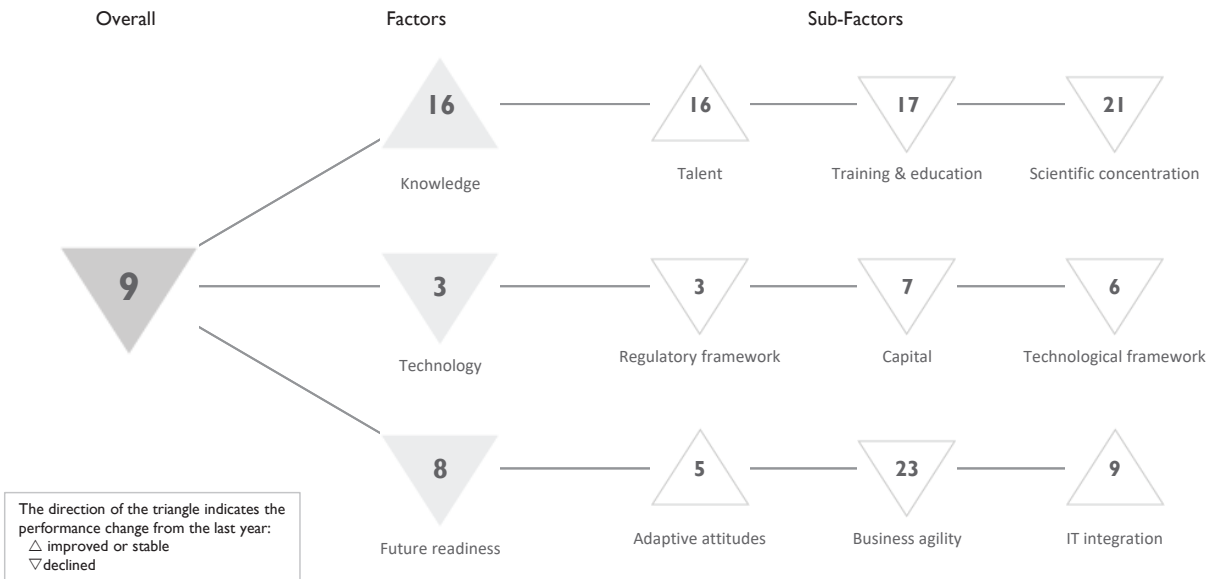 Overall Factors Sub-Factors
16 16 17 21
Knowledge Talent Training & education Scientific concentration
9 3 3 7 6
Technology Regulatory framework Capital Technological framework
8 5 23 9
Future readiness Adaptive attitudes Business agility IT integration
The direction of the triangle indicates the
performance change from the last year:
△ improved or stable
▽ declined